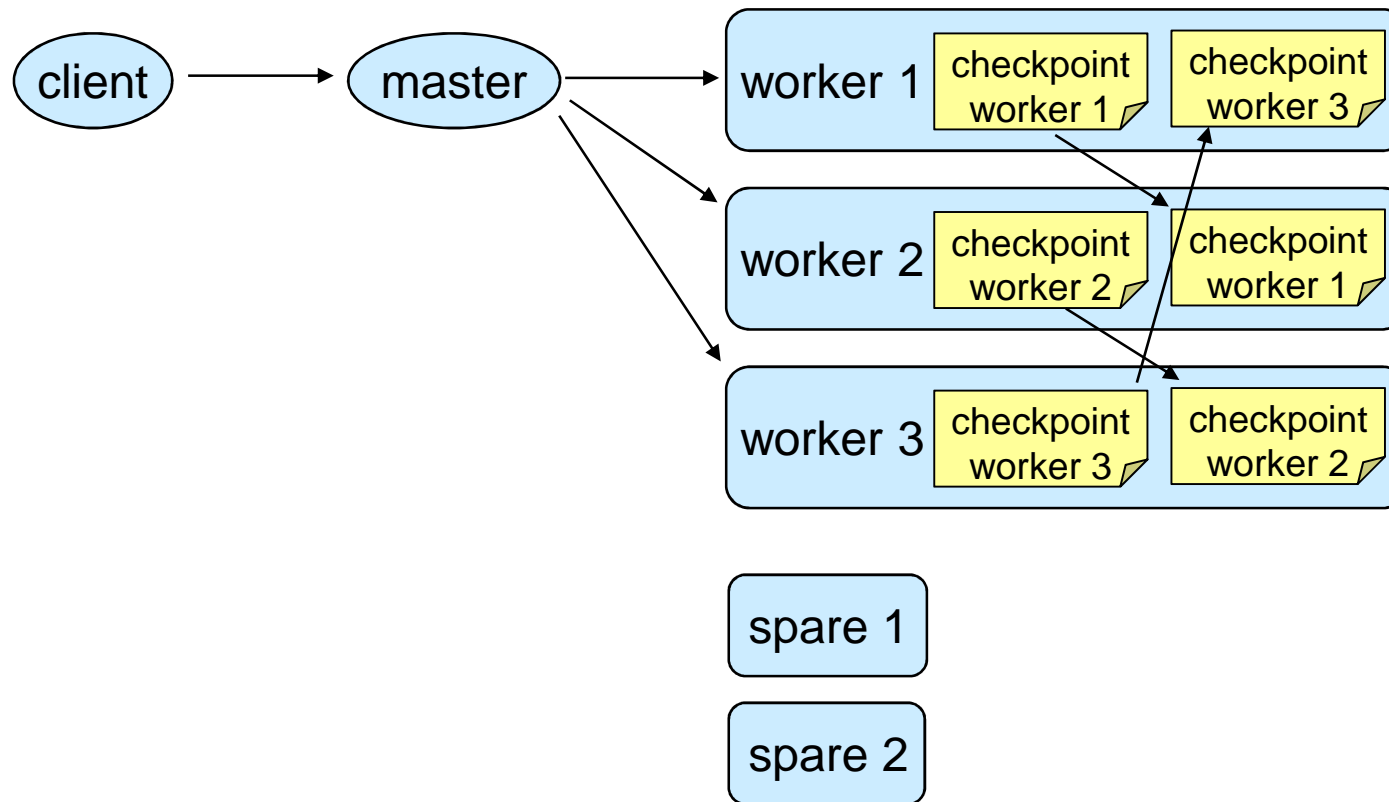 client
master
worker 1
checkpoint
worker 1
checkpoint
worker 3
worker 2
checkpoint
worker 2
checkpoint
worker 1
worker 3
checkpoint
worker 3
checkpoint
worker 2
spare 1
spare 2